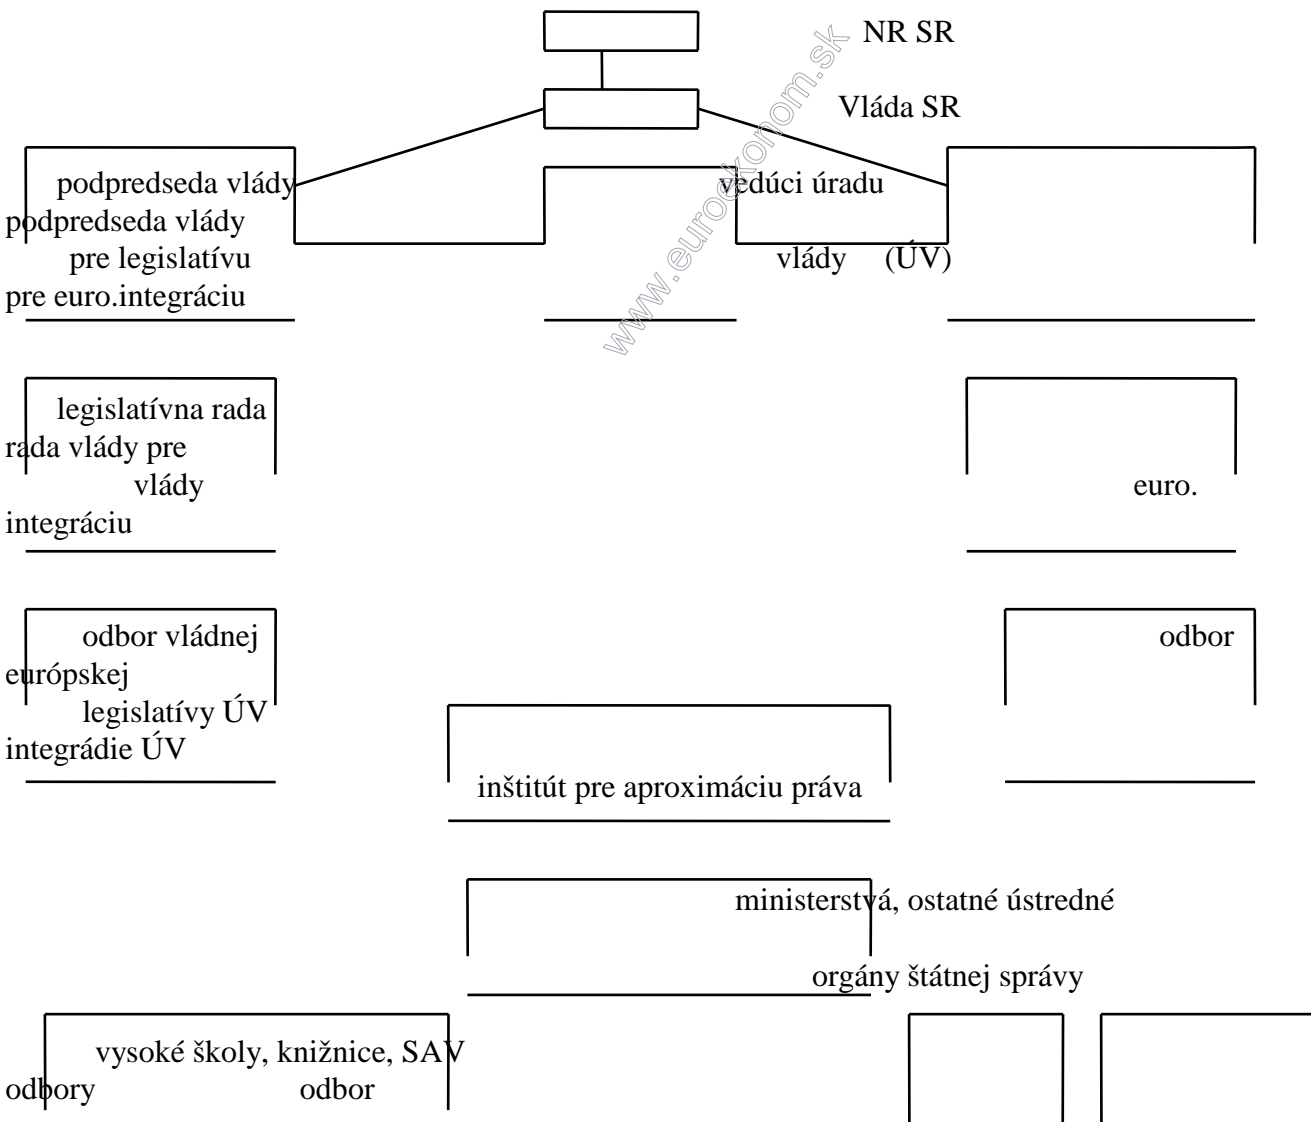 NR SR
Vláda SR
podpredseda vlády vedúci úradu
podpredseda vlády
pre legislatívu vlády (ÚV)
pre euro.integráciu
www.euroekonom.sk
legislatívna rada
rada vlády pre
vlády euro.
integráciu
odbor vládnej odbor
európskej
legislatívy ÚV
integrádie ÚV
inštitút pre aproximáciu práva
ministerstvá, ostatné ústredné
orgány štátnej správy
vysoké školy, knižnice, SAV
odbory odbor